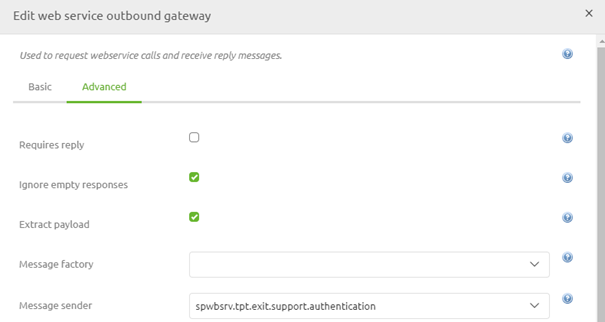 Edit web service outbound gateway
Used to request webservice calls and receive reply messages.
Basic Advanced
Requires reply
Ignore empty responses
Extract payload
Message factory
Message sender spwbsrv.tpt.exit.support.authentication